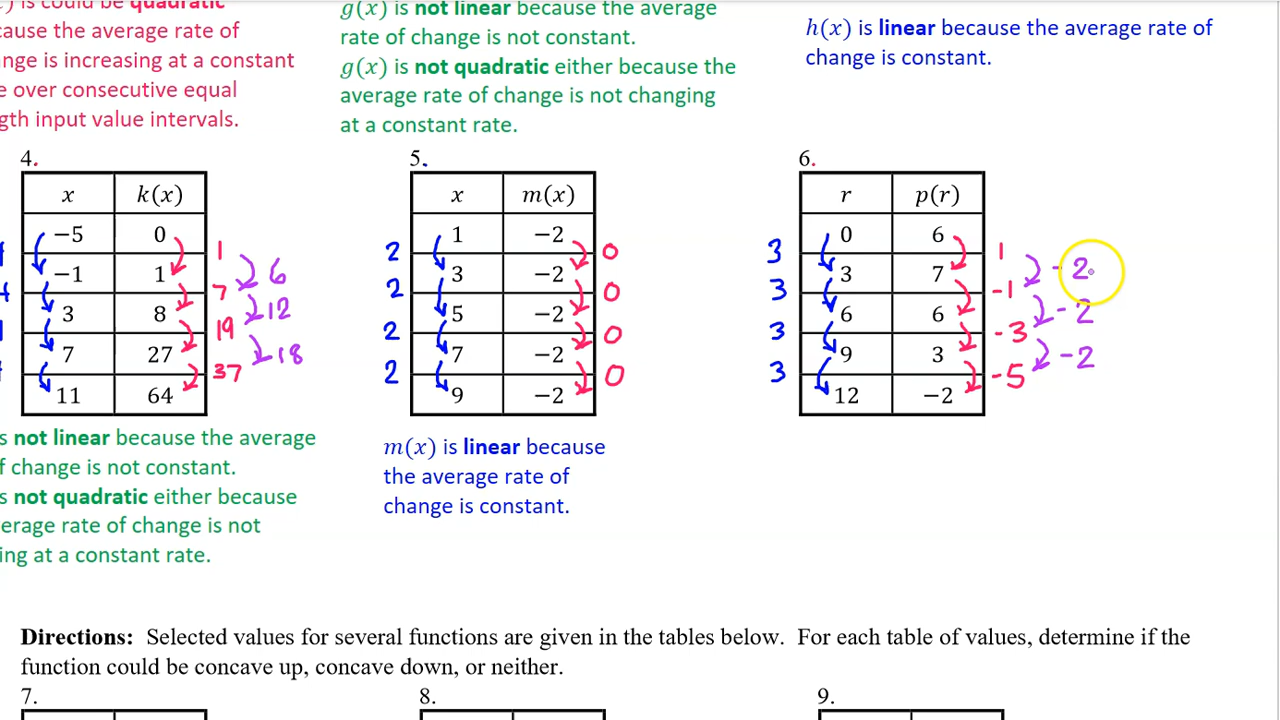 ) is could be quadratic
cause the average rate of
nge is increasing at a constant
e over consecutive equal
gth input value intervals.
g(x) is not linear because the average
rate of change is not constant.
g(x) is not quadratic either because the
average rate of change is not changing
at a constant rate.
h(x) is linear because the average rate of
change is constant.
4.
x k(x)
−5 0
−1 1
3 8
7 27
11 64
1
7
19
37
6
12
18
5.
x m(x)
1 −2
3 −2
5 −2
7 −2
9 −2
2
2
2
2
0
0
0
0
6.
r p(r)
0 6
3 7
6 6
9 3
12 −2
3
3
3
3
1
-1
-3
-5
-2
-2
-2
s not linear because the average
f change is not constant.
s not quadratic either because
erage rate of change is not
ing at a constant rate.
m(x) is linear because
the average rate of
change is constant.
Directions: Selected values for several functions are given in the tables below. For each table of values, determine if the
function could be concave up, concave down, or neither.
7.
8.
9.